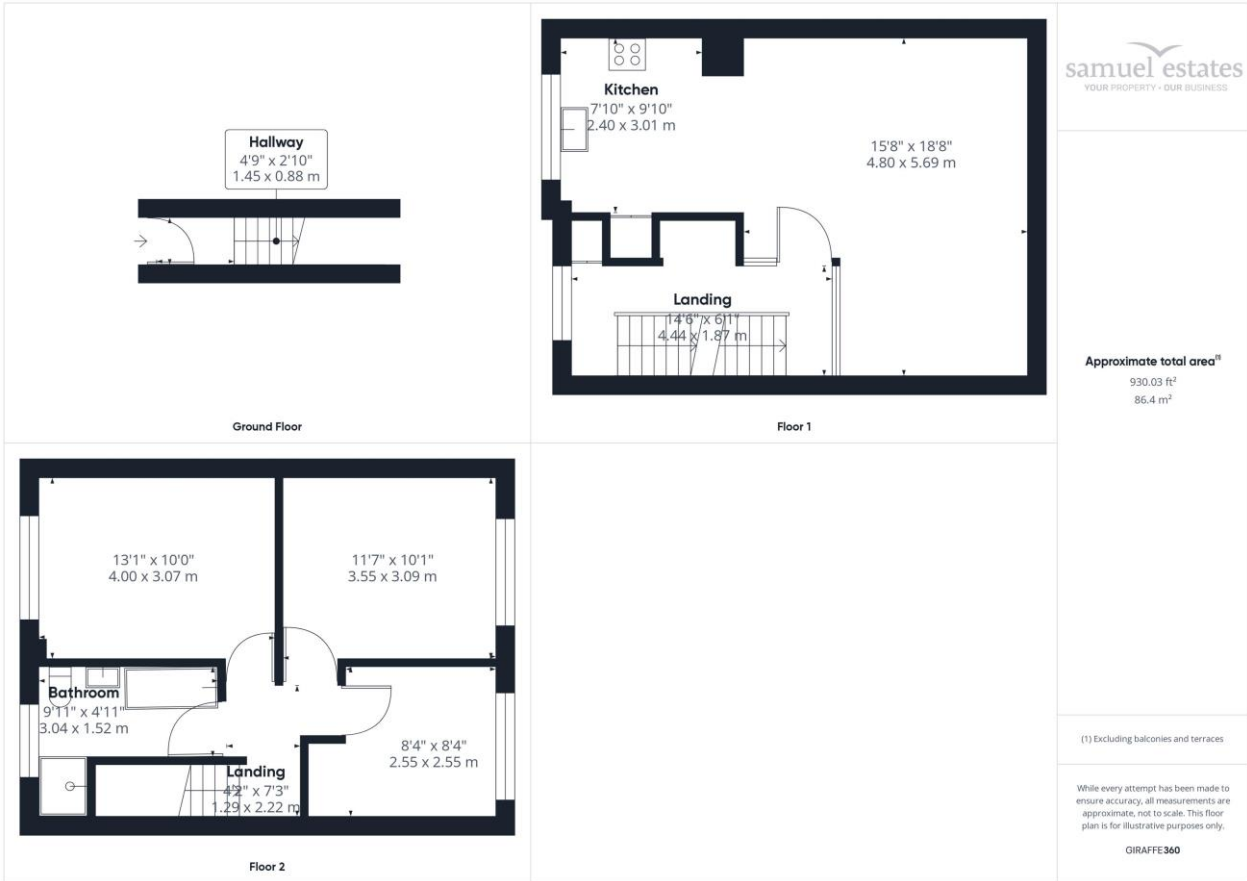 Hallway
4'9" x 2'10"
1.45 x 0.88 m
Ground Floor
Kitchen
7'10" x 9'10"
2.40 x 3.01 m
15'8" x 18'8"
4.80 x 5.69 m
Landing
14'6" x 6'1"
4.44 x 1.87 m
Floor 1
samuel estates
YOUR PROPERTY - OUR BUSINESS
Approximate total area(1)
930.03 ft²
86.4 m²
13'1" x 10'0"
4.00 x 3.07 m
11'7" x 10'1"
3.55 x 3.09 m
Bathroom
9'11" x 4'11"
3.04 x 1.52 m
8'4" x 8'4"
2.55 x 2.55 m
Landing
4'2" x 7'3"
1.29 x 2.22 m
Floor 2
(1) Excluding balconies and terraces
While every attempt has been made to
ensure accuracy, all measurements are
approximate, not to scale. This floor
plan is for illustrative purposes only.
GIRAFFE360